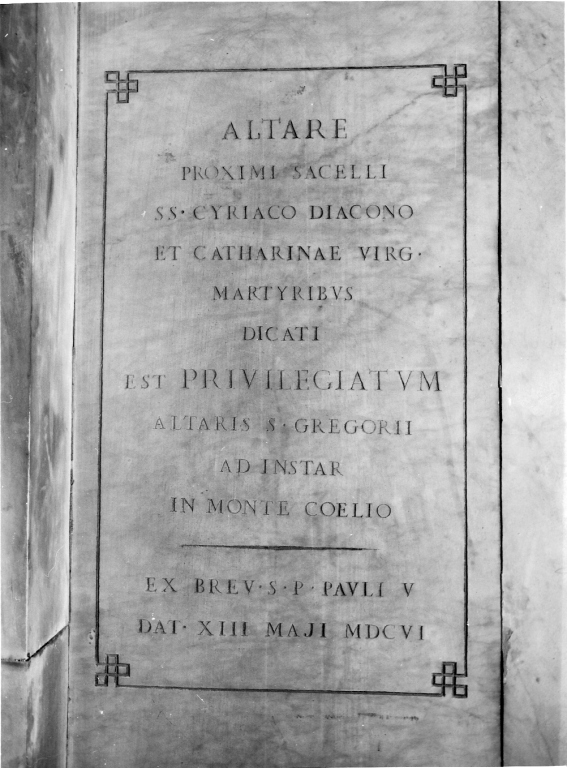 ALTARE
PROXIMI SACELLI
SS· CYRIACO DIACONO
ET CATHARINAE VIRG·
MARTYRIBVS
DICATI
EST PRIVILEGIATVM
ALTARIS S· GREGORII
AD INSTAR
IN MONTE COELIO
EX BREV·S·P·PAVLI V
DAT· XIII MAJI MDCVI